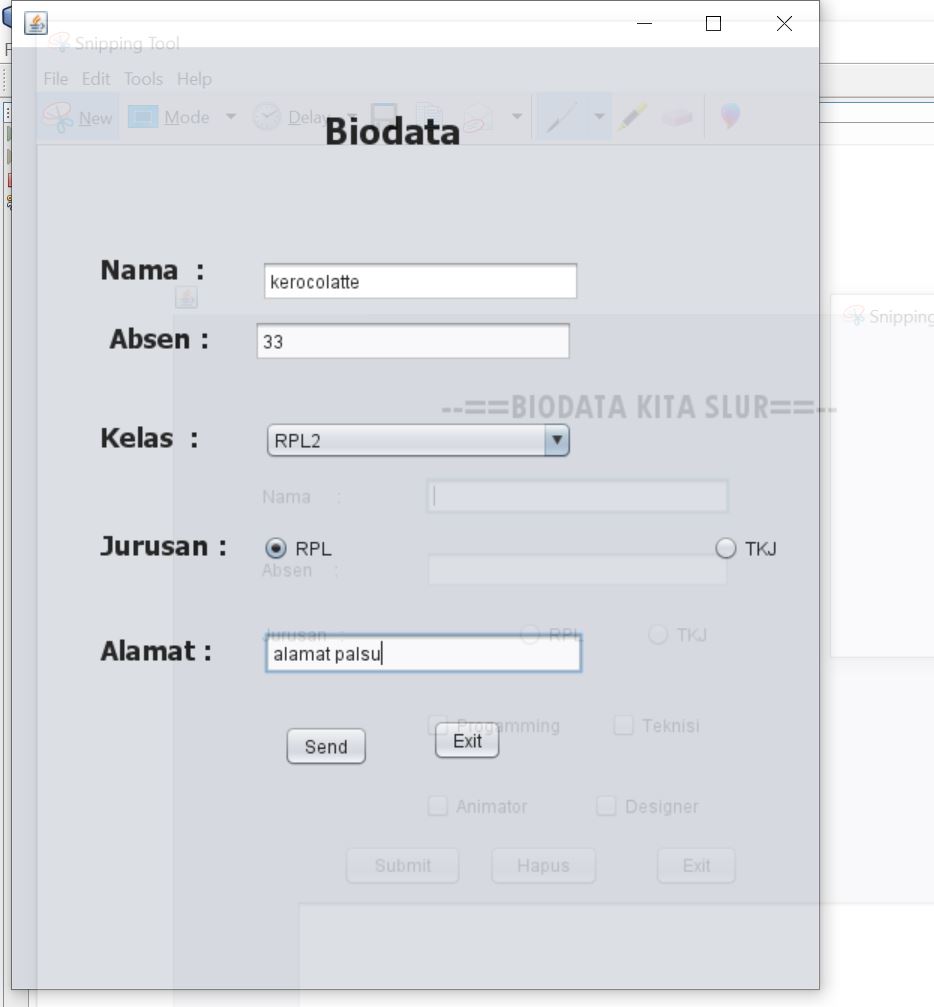 Snipping Tool
File Edit Tools Help
New Mode Delay
Biodata
Nama :
kerocolatte
Snipping
Absen :
33
--==BIODATA KITA SLUR==--
Kelas :
RPL2
Nama :
Jurusan :
RPL
TKJ
Absen :
Jurusan :
RPL
TKJ
Alamat :
alamat palsu
Progamming
Teknisi
Send
Exit
Animator
Designer
Submit
Hapus
Exit